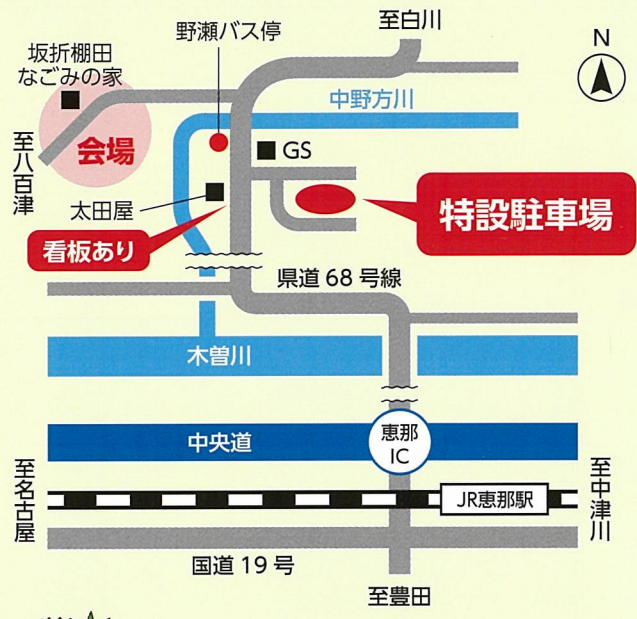 至白川
野瀬バス停
坂折棚田
なごみの家
N
中野方川
会場
GS
至八百津
太田屋
特設駐車場
看板あり
県道68号線
木曽川
中央道
恵那
IC
至名古屋
至中津川
JR恵那駅
国道19号
至豊田